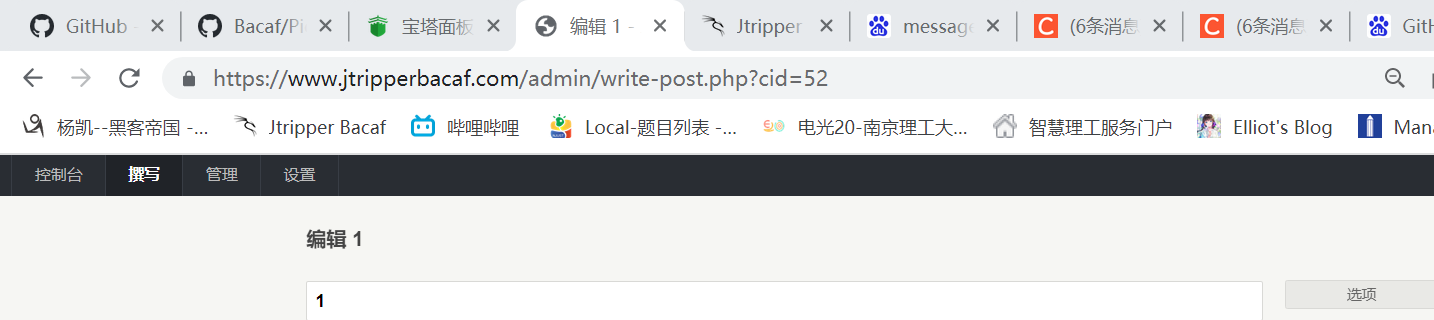 GitHub - Bacaf/Pi 宝塔面板 编辑 1 - Jtripper messag (6条消息 (6条消息 GitH
https://www.jtripperbacaf.com/admin/write-post.php?cid=52
杨凯--黑客帝国 -... Jtripper Bacaf 哔哩哔哩 Local-题目列表 -... 电光20-南京理工大... 智慧理工服务门户 Elliot's Blog Mana
控制台 撰写 管理 设置
编辑 1
1 选项